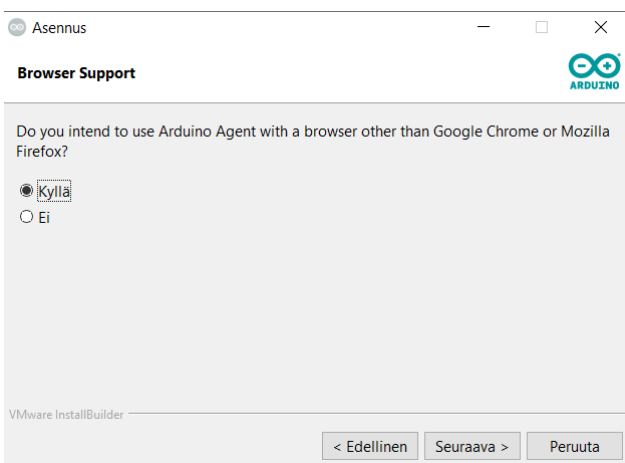 Asennus
Browser Support
ARDUINO
Do you intend to use Arduino Agent with a browser other than Google Chrome or Mozilla
Firefox?
Kyllä
Ei
VMware InstallBuilder
< Edellinen Seuraava > Peruuta